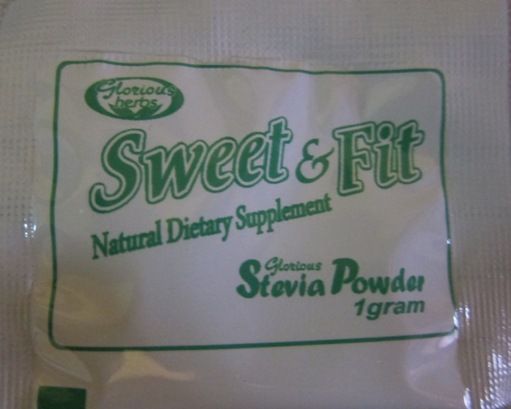 Glorious
herbs
Sweet & Fit
Natural Dietary Supplement
Glorious
Stevia Powder
1gram